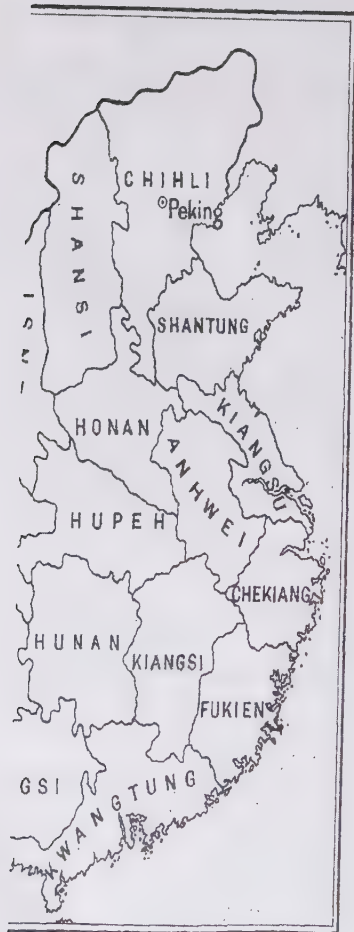 CHIHLI
Peking
SHANSI
SHANTUNG
KIANGSU
HONAN
ANHWEI
HUPEH
CHEKIANG
HUNAN
KIANGSI
FUKIEN
GSI
WANGTUNG